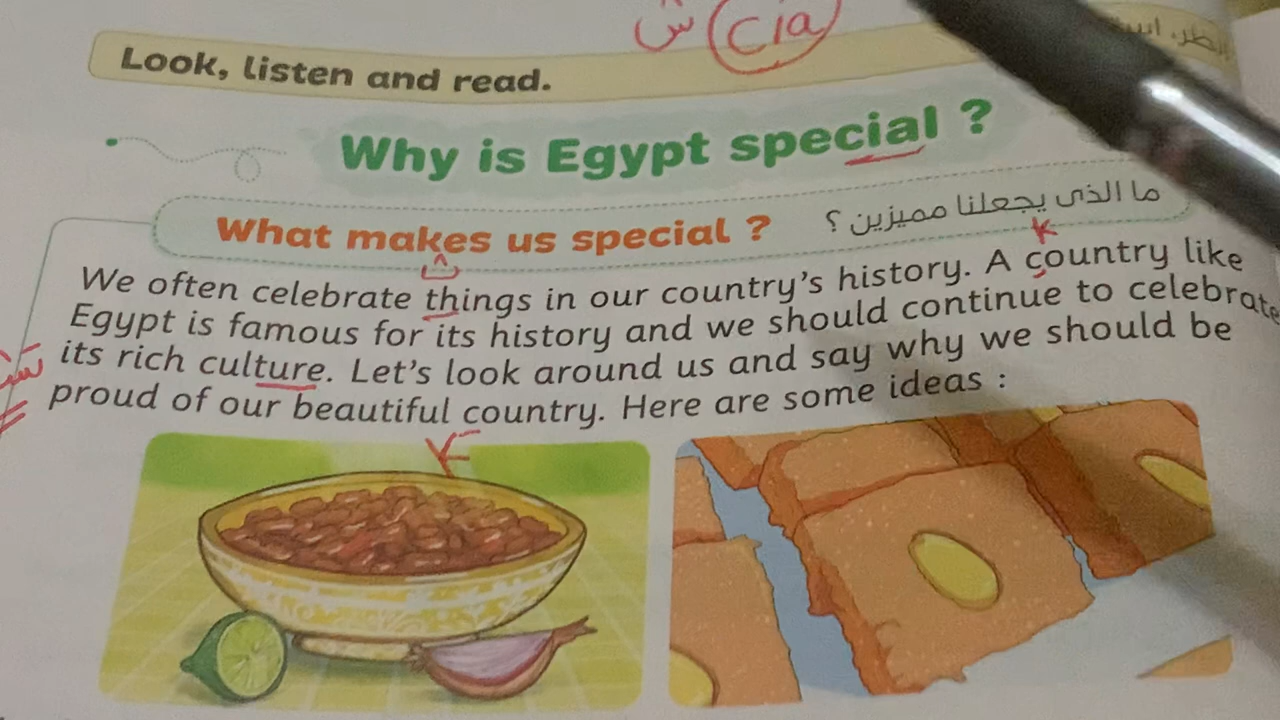 ش cia
Look, listen and read.
Why is Egypt special ?
What makes us special ? ما الذى يجعلنا مميزين ؟
K
We often celebrate things in our country's history. A country like
Egypt is famous for its history and we should continue to celebrate
its rich culture. Let's look around us and say why we should be
proud of our beautiful country. Here are some ideas :
K